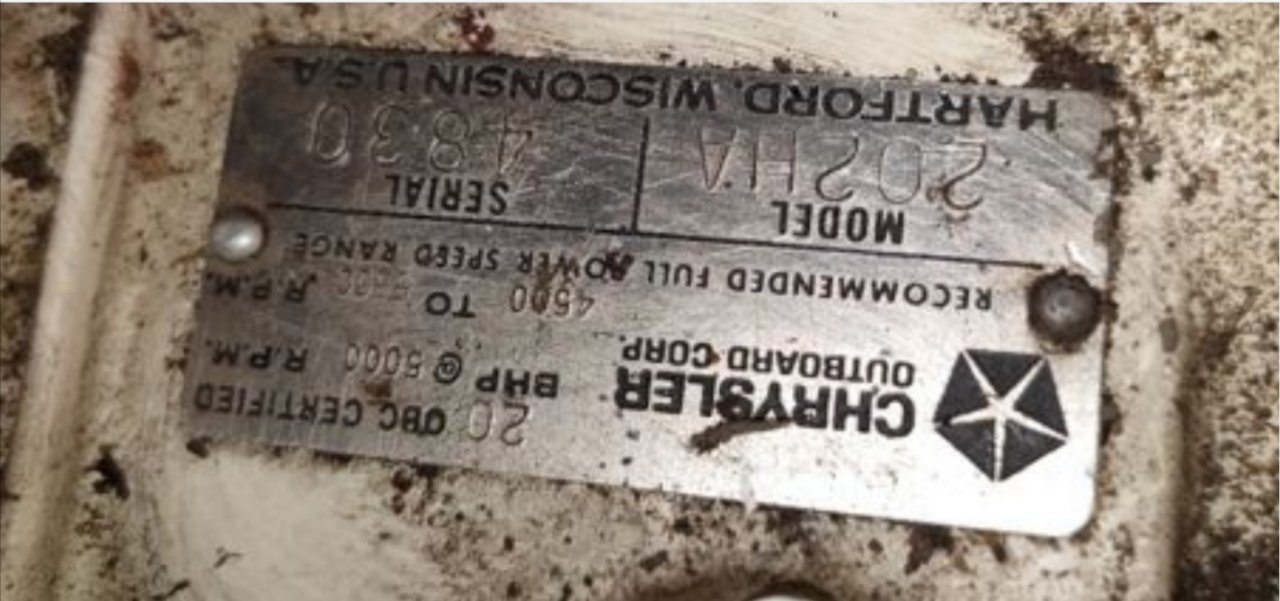 20 OBC CERTIFIED
CHRYSLER BHP @ 5000 R.P.M.
OUTBOARD CORP.
4500 TO R.P.M.
RECOMMENDED FULL POWER SPEED RANGE
MODEL SERIAL
202HA 4830
HARTFORD, WISCONSIN U.S.A.